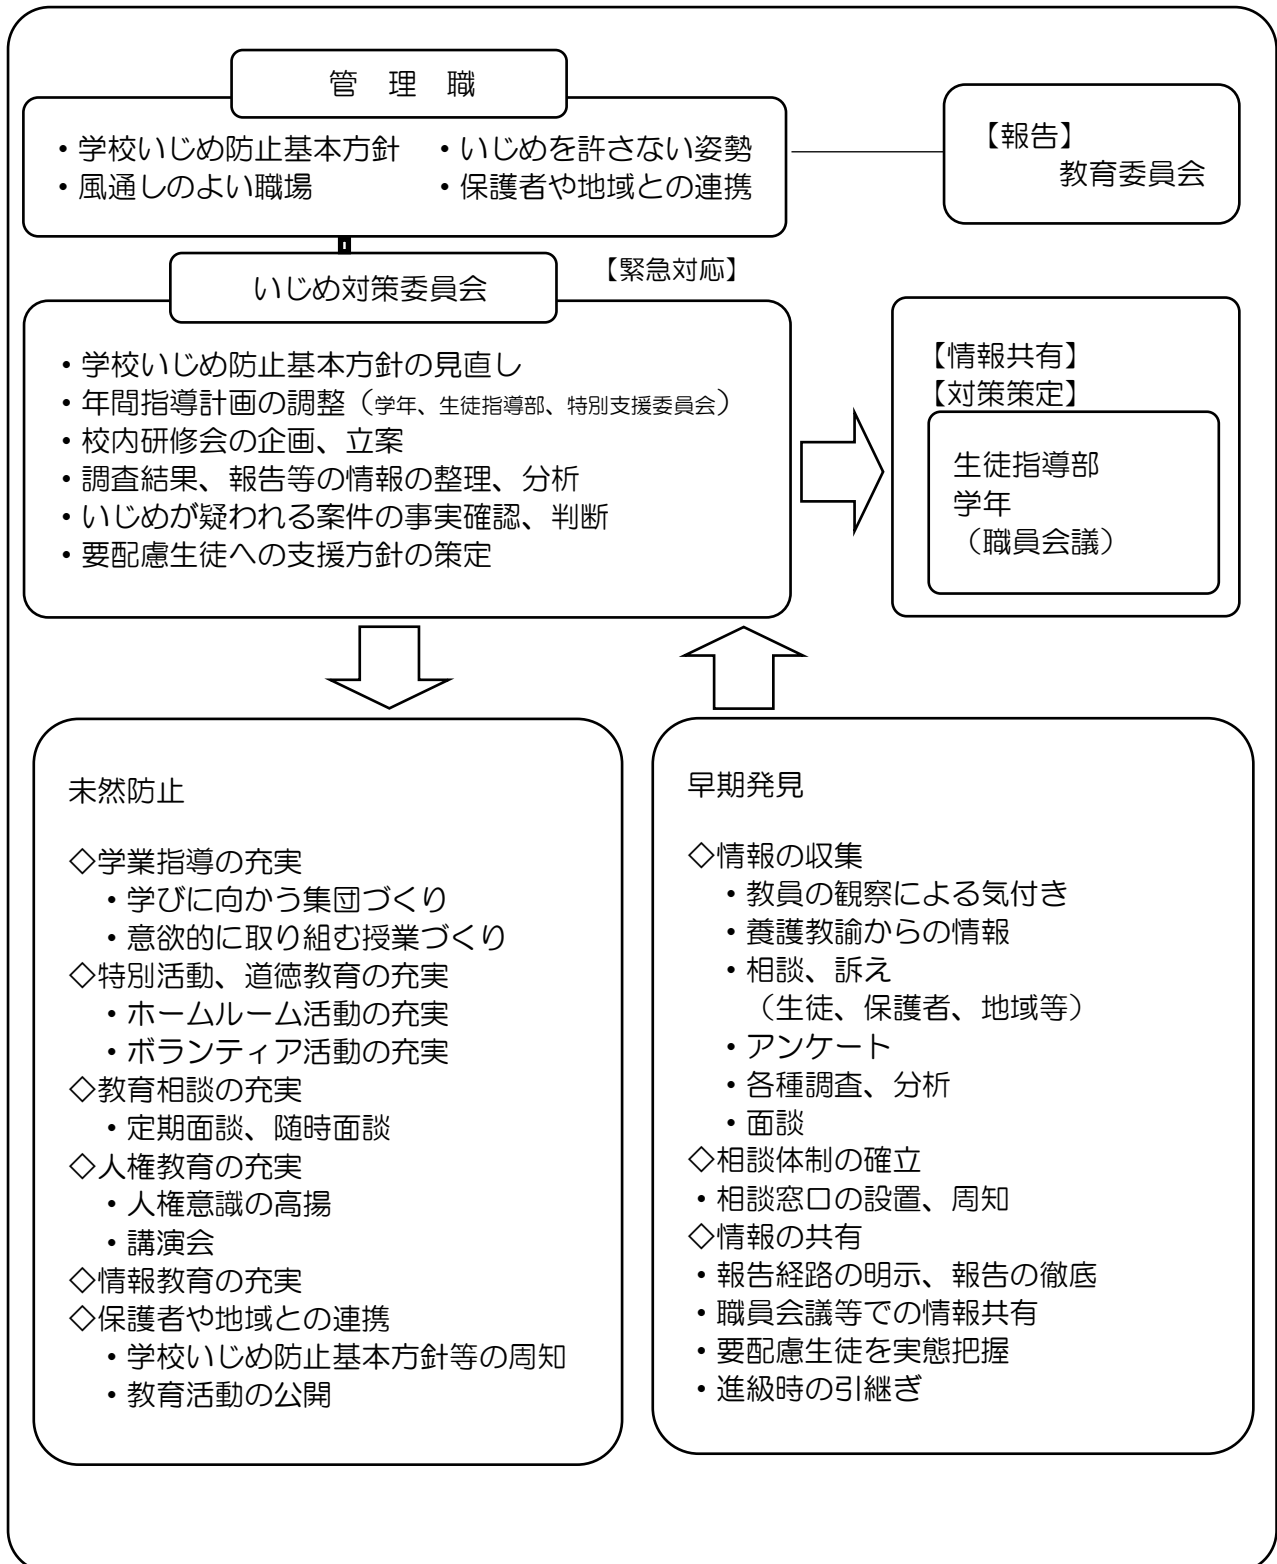 管 理 職
・学校いじめ防止基本方針 ・いじめを許さない姿勢
・風通しのよい職場 ・保護者や地域との連携
【報告】
教育委員会
いじめ対策委員会
【緊急対応】
・学校いじめ防止基本方針の見直し
・年間指導計画の調整（学年、生徒指導部、特別支援委員会）
・校内研修会の企画、立案
・調査結果、報告等の情報の整理、分析
・いじめが疑われる案件の事実確認、判断
・要配慮生徒への支援方針の策定
【情報共有】
【対策策定】
生徒指導部
学年
（職員会議）
未然防止
◇学業指導の充実
・学びに向かう集団づくり
・意欲的に取り組む授業づくり
◇特別活動、道徳教育の充実
・ホームルーム活動の充実
・ボランティア活動の充実
◇教育相談の充実
・定期面談、随時面談
◇人権教育の充実
・人権意識の高揚
・講演会
◇情報教育の充実
◇保護者や地域との連携
・学校いじめ防止基本方針等の周知
・教育活動の公開
早期発見
◇情報の収集
・教員の観察による気付き
・養護教諭からの情報
・相談、訴え
（生徒、保護者、地域等）
・アンケート
・各種調査、分析
・面談
◇相談体制の確立
・相談窓口の設置、周知
◇情報の共有
・報告経路の明示、報告の徹底
・職員会議等での情報共有
・要配慮生徒を実態把握
・進級時の引継ぎ